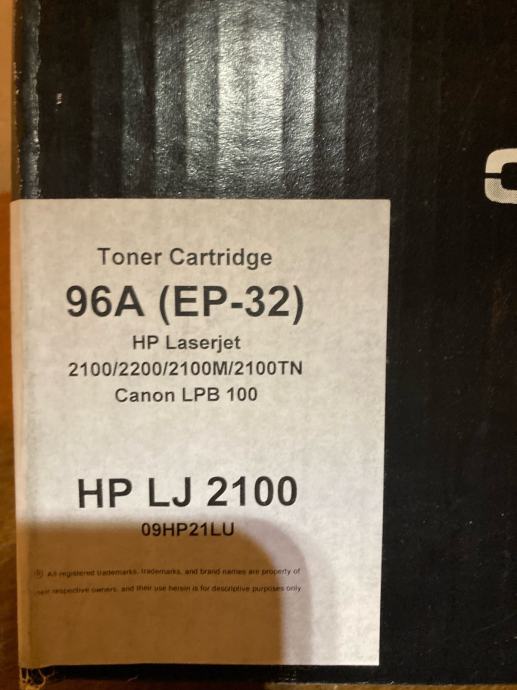 Toner Cartridge
96A (EP-32)
HP Laserjet
2100/2200/2100M/2100TN
Canon LPB 100
HP LJ 2100
09HP21LU
® All registered trademarks, trademarks, and brand names are property of
respective owners, and their use herein is for descriptive purposes only